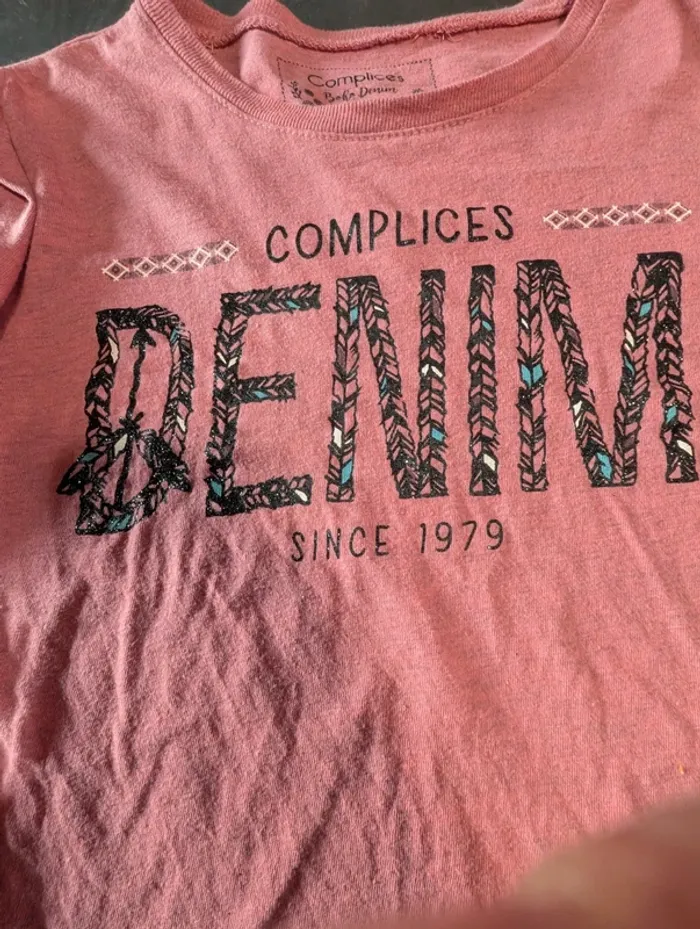 Complices
Boho Denim
COMPLICES
DENIM
SINCE 1979